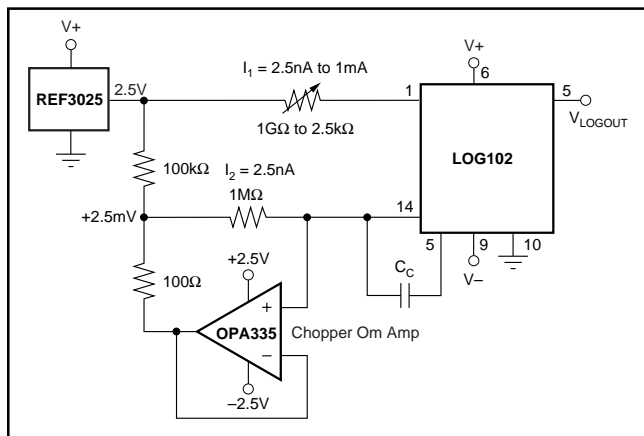 V+
REF3025
2.5V
I1 = 2.5nA to 1mA
1GΩ to 2.5kΩ
V+
6
1
5
VLOGOUT
LOG102
100kΩ
I2 = 2.5nA
1MΩ
+2.5mV
14
5
9
10
V–
CC
100Ω
+2.5V
+
OPA335
–
Chopper Om Amp
–2.5V